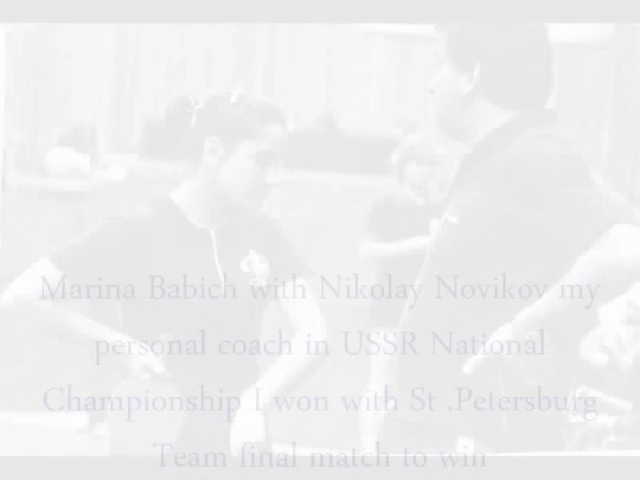 Marina Babich with Nikolay Novikov my
personal coach in USSR National
Championship I won with St .Petersburg
Team final match to win